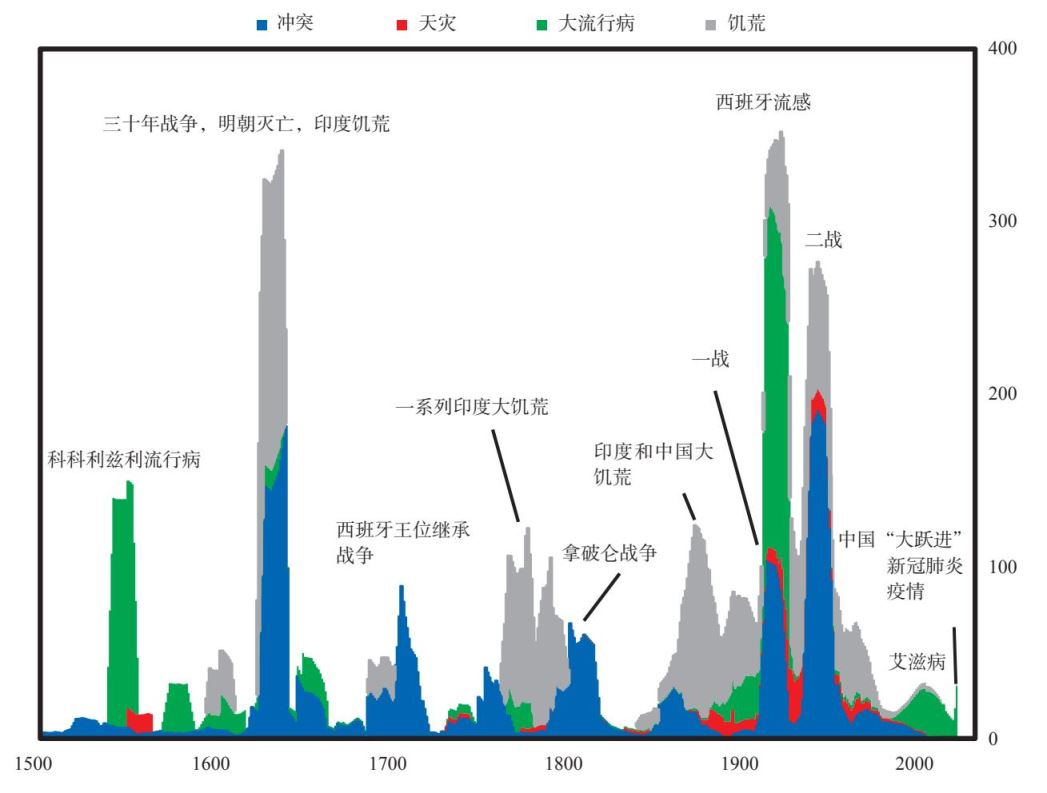 冲突 天灾 大流行病 饥荒
400
西班牙流感
三十年战争，明朝灭亡，印度饥荒
300
二战
一战
200
一系列印度大饥荒
科科利兹利流行病
印度和中国大
饥荒
西班牙王位继承
战争
拿破仑战争
中国“大跃进”
新冠肺炎
疫情
100
艾滋病
0
1500 1600 1700 1800 1900 2000